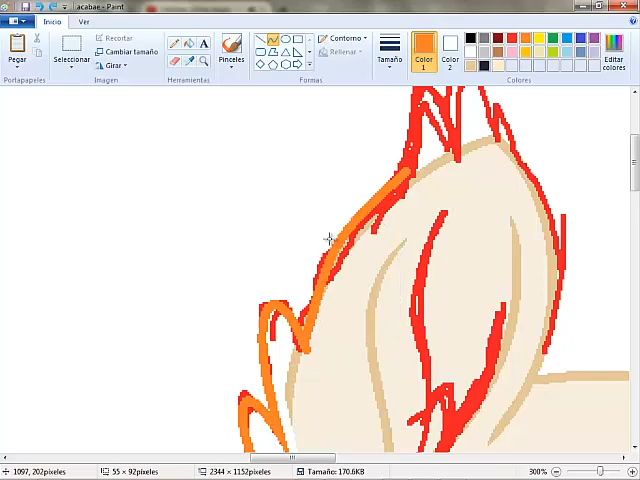 acabae - Paint
Inicio Ver
Pegar
Portapapeles
Seleccionar
Recortar
Cambiar tamaño
Girar
Imagen
A
Herramientas
Pinceles
Contorno
Rellenar
Formas
Tamaño
Color 1
Color 2
Colores
Editar colores
1097, 202píxeles
55 × 92píxeles
2344 × 1152píxeles
Tamaño: 170.6KB
300%